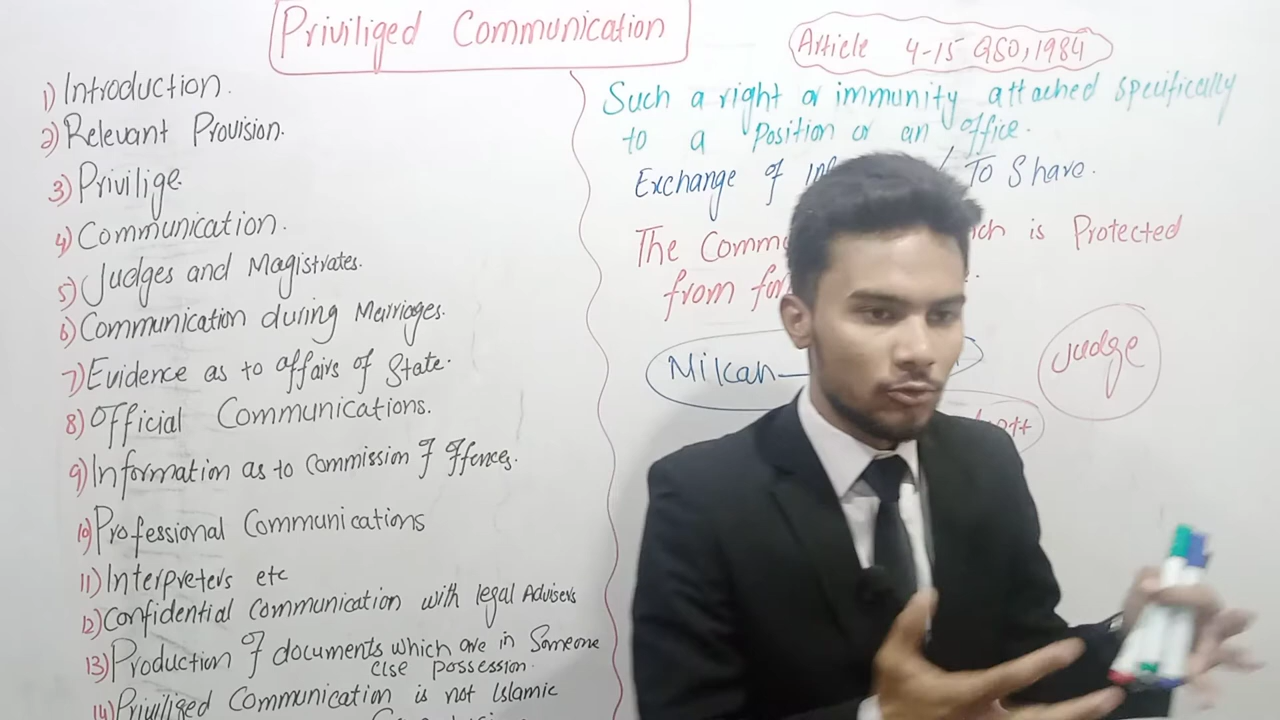 Priviliged Communication
Article 4-15 QSO, 1984
1) Introduction.
2) Relevant Provision.
3) Privilige.
4) Communication.
5) Judges and Magistrates.
6) Communication during Marriages.
7) Evidence as to affairs of State.
8) Official Communications.
9) Information as to Commission of offences.
10) Professional Communications
11) Interpreters etc
12) Confidential Communication with legal Advisers
13) Production of documents which are in Someone
else possession.
14) Priviliged Communication is not Islamic
Such a right or immunity attached specifically
to a Position or an office.
Exchange of / To Share.
The is Protected
from
Milkan
Judge